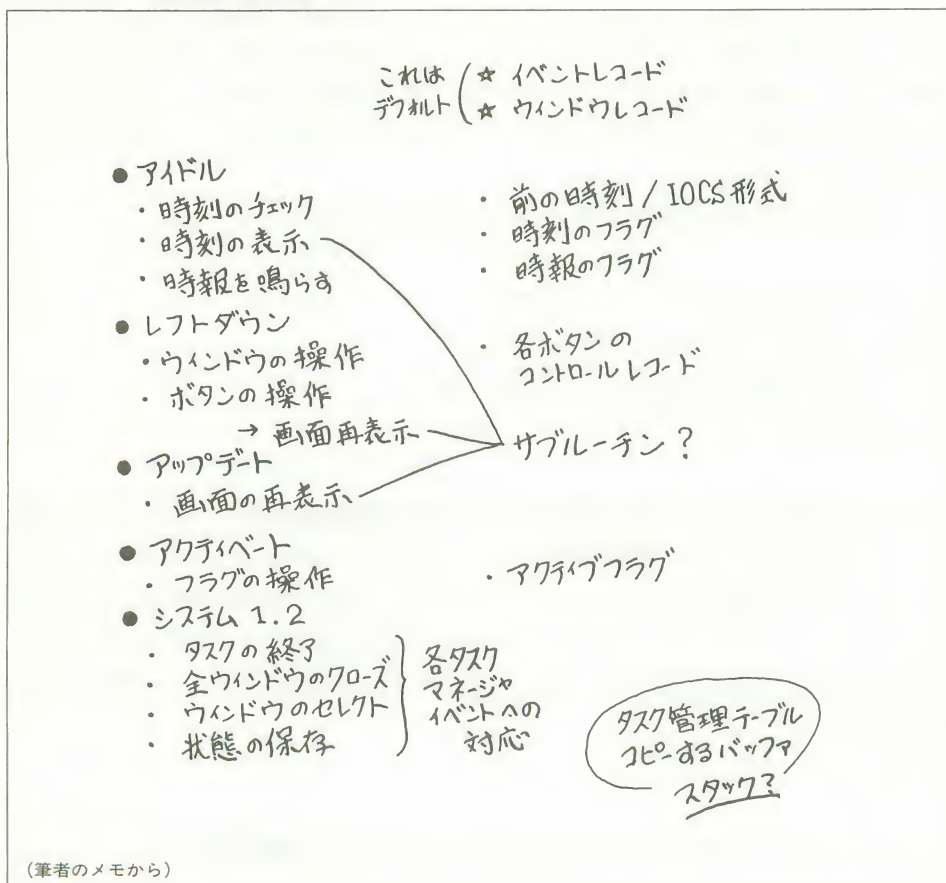 これは
デフォルト
☆ イベントレコード
☆ ウィンドウレコード
● アイドル
・時刻のチェック
・時刻の表示
・時報を鳴らす
・前の時刻 / IOCS形式
・時刻のフラグ
・時報のフラグ
● レフトダウン
・ウィンドウの操作
・ボタンの操作
→ 画面再表示
・各ボタンの
コントロールレコード
サブルーチン?
● アップデート
・画面の再表示
● アクティベート
・フラグの操作
・アクティブフラグ
● システム 1.2
・タスクの終了
・全ウィンドウのクローズ
・ウィンドウのセレクト
・状態の保存
各タスク
マネージャ
イベントへの
対応
タスク管理テーブル
コピーするバッファ
スタック?
(筆者のメモから)